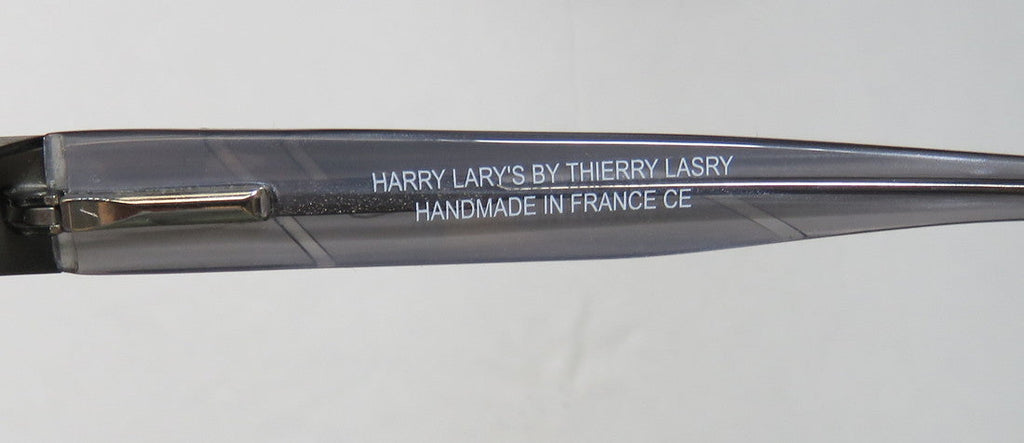 HARRY LARY'S BY THIERRY LASRY
HANDMADE IN FRANCE CE